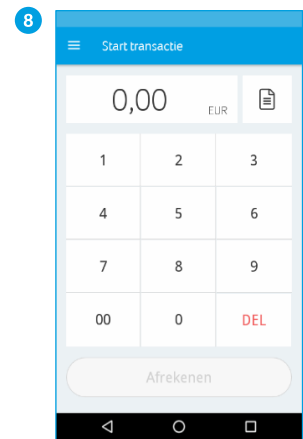 8
Start transactie
0,00 EUR
1 2 3
4 5 6
7 8 9
00 0 DEL
Afrekenen